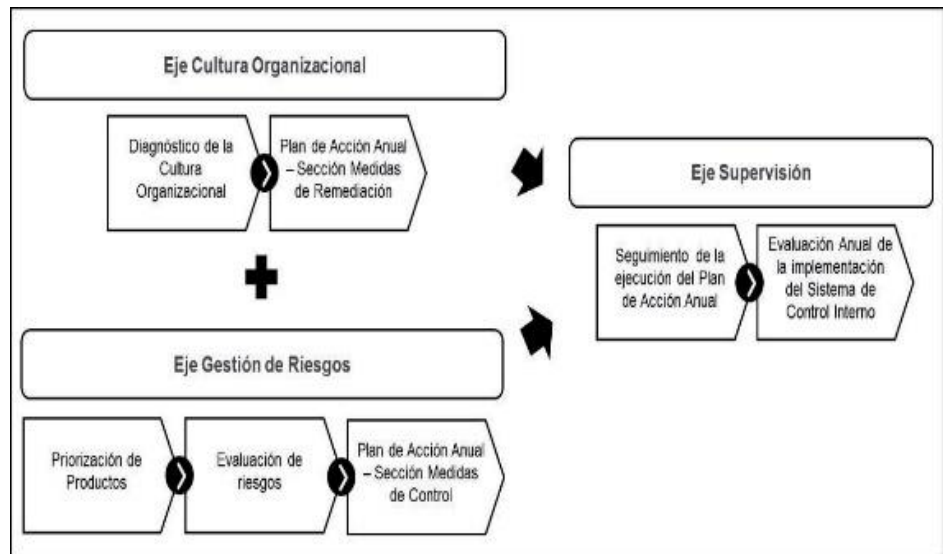 Eje Cultura Organizacional
Diagnóstico de la
Cultura
Organizacional
Plan de Acción Anual
– Sección Medidas
de Remediación
Eje Gestión de Riesgos
Priorización de
Productos
Evaluación de
riesgos
Plan de Acción Anual
– Sección Medidas
de Control
Eje Supervisión
Seguimiento de la
ejecución del Plan
de Acción Anual
Evaluación Anual de
la implementación
del Sistema de
Control Interno